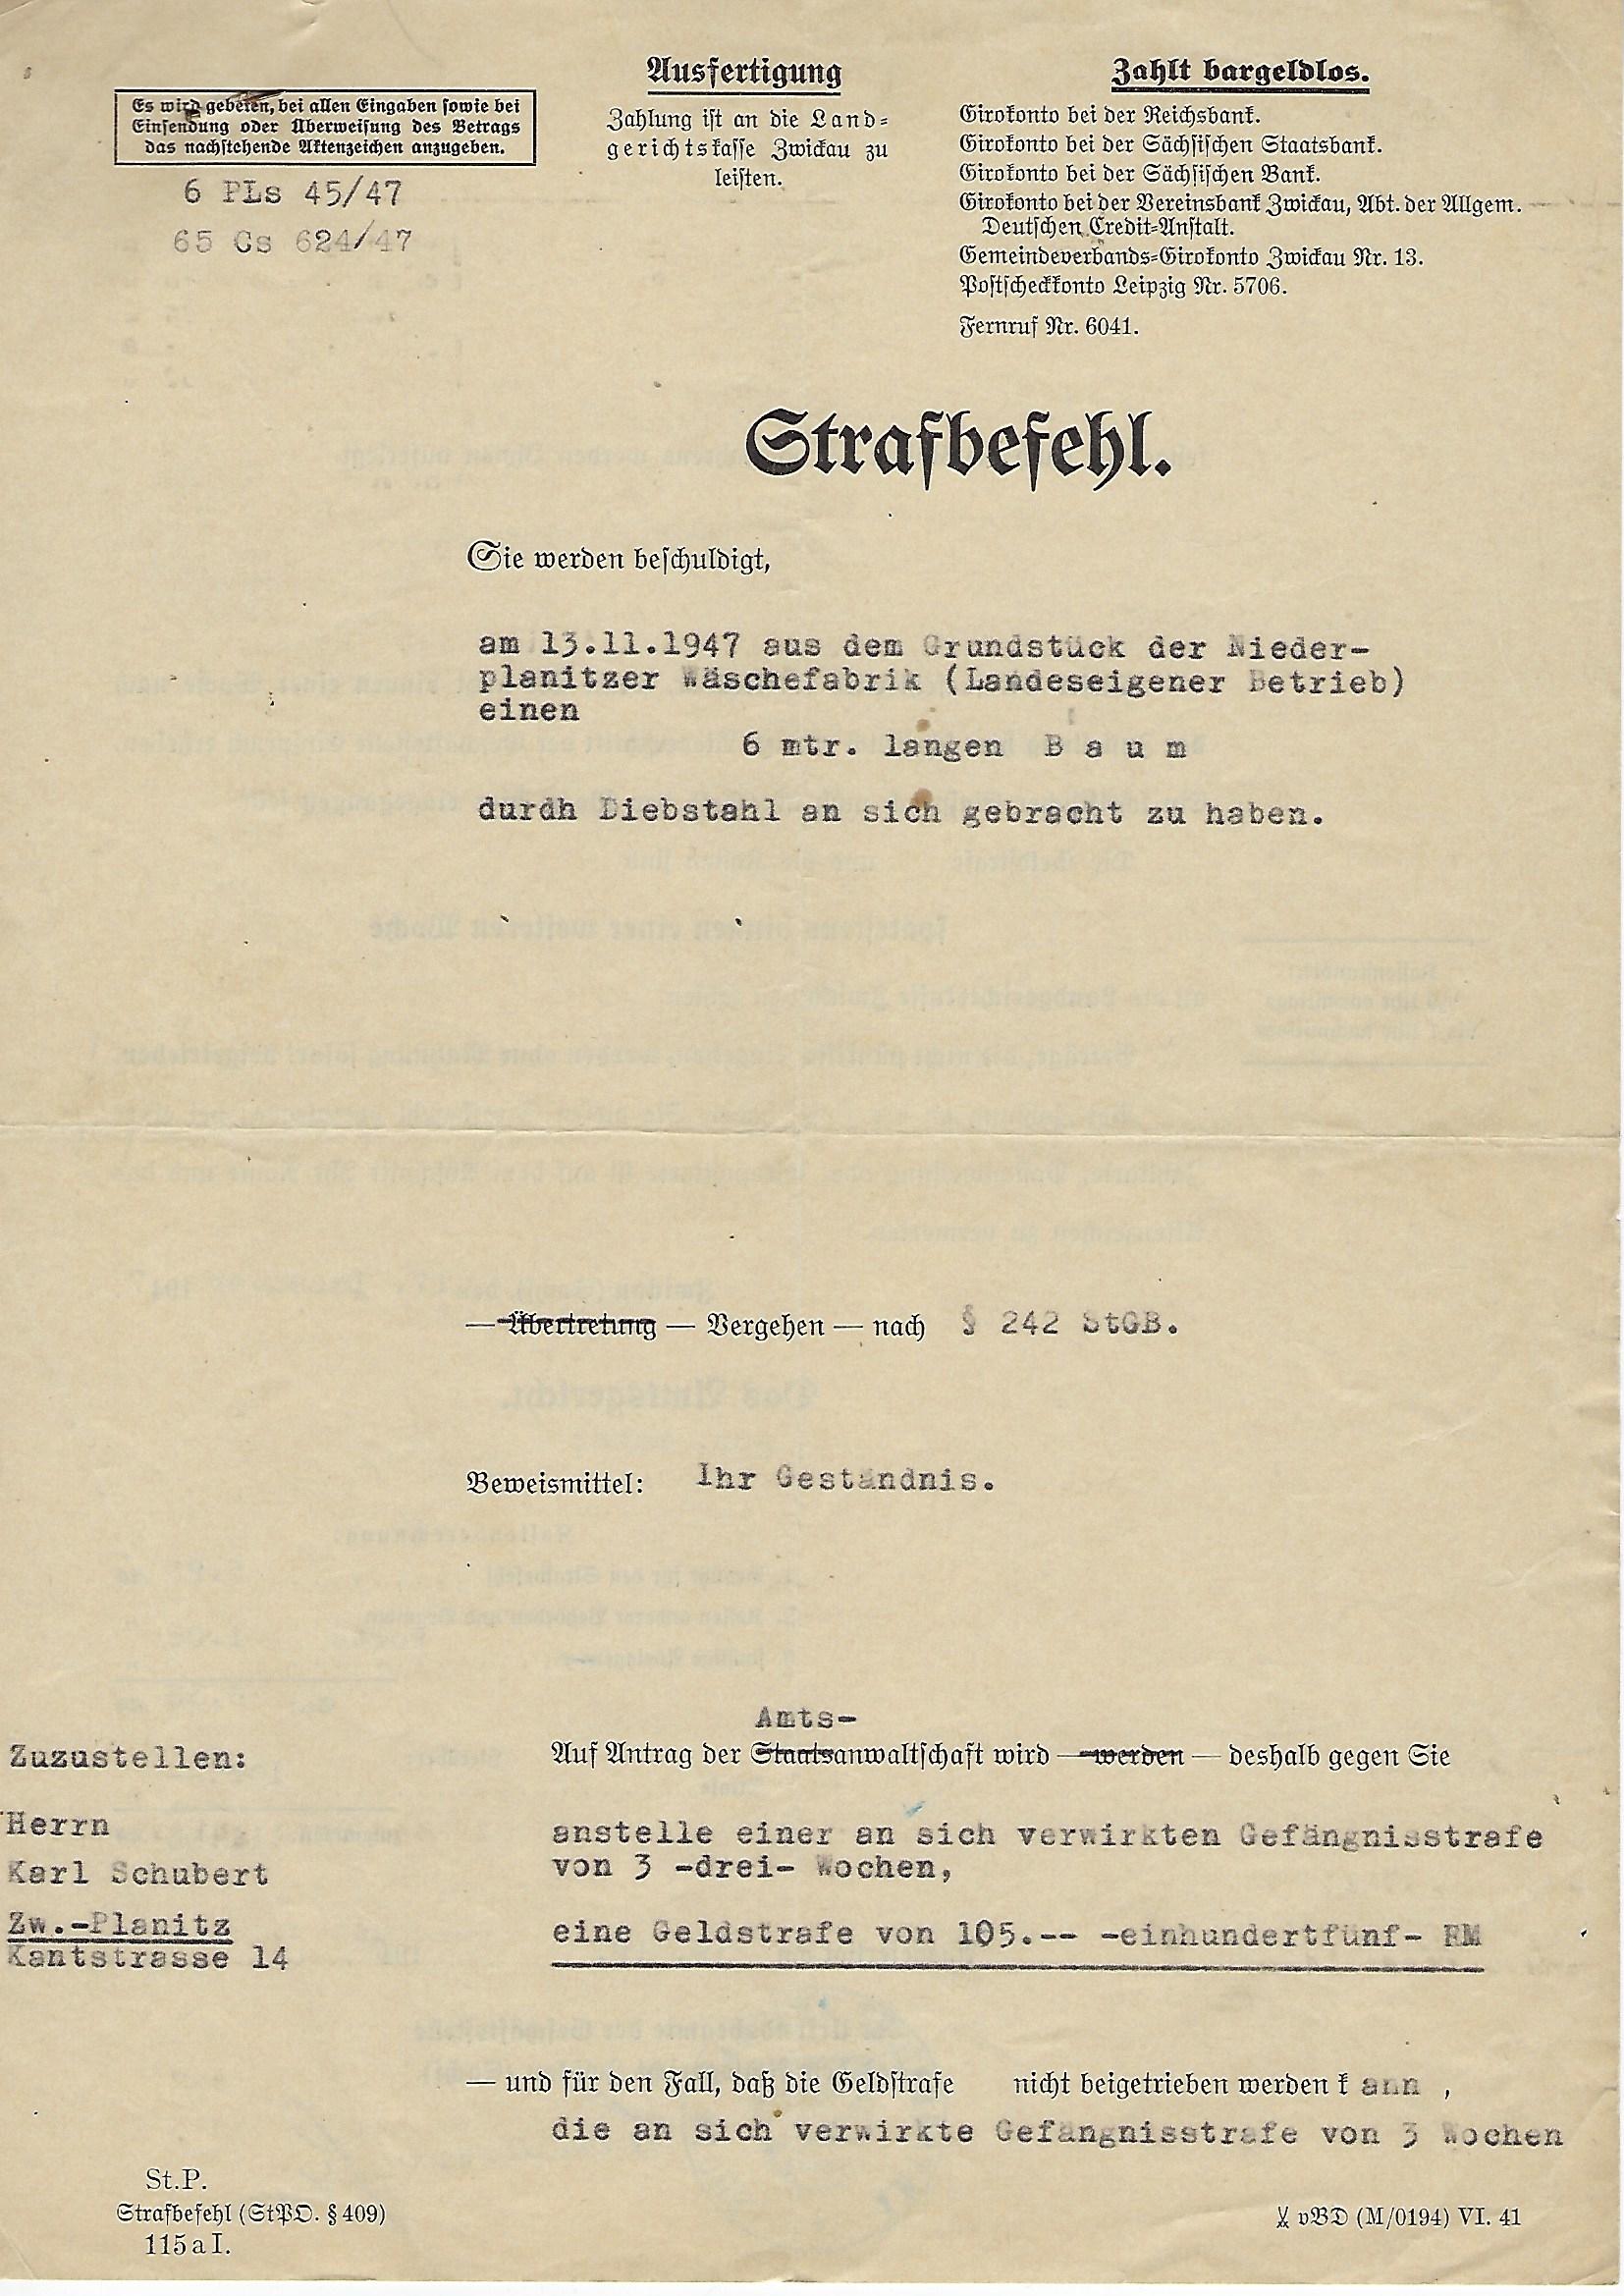 Ausfertigung
Zahlung ist an die Land-
gerichtskasse Zwickau zu
leisten.
Zahlt bargeldlos.
Girokonto bei der Reichsbank.
Girokonto bei der Sächsischen Staatsbank.
Girokonto bei der Sächsischen Bank.
Girokonto bei der Vereinsbank Zwickau, Abt. der Allgem.
Deutschen Credit-Anstalt.
Gemeindeverbands-Girokonto Zwickau Nr. 13.
Postscheckkonto Leipzig Nr. 5706.
Fernruf Nr. 6041.
Es wird gebeten, bei allen Eingaben sowie bei
Einsendung oder Überweisung des Betrags
das nachstehende Aktenzeichen anzugeben.
6 PLs 45/47
65 Cs 624/47
Strafbefehl.
Sie werden beschuldigt,
am 13.11.1947 aus dem Grundstück der Nieder-
planitzer Wäschefabrik (Landeseigener Betrieb)
einen
6 mtr. langen B a u m
durdh Diebstahl an sich gebracht zu haben.
— Übertretung — Vergehen — nach § 242 StGB.
Beweismittel: Ihr Geständnis.
Amts-
Auf Antrag der Staatsanwaltschaft wird — werden — deshalb gegen Sie
anstelle einer an sich verwirkten Gefängnisstrafe
von 3 -drei- Wochen,
eine Geldstrafe von 105.-- -einhundertfünf- RM
Zuzustellen:
Herrn
Karl Schubert
Zw.-Planitz
Kantstrasse 14
— und für den Fall, daß die Geldstrafe nicht beigetrieben werden k ann ,
die an sich verwirkte Gefängnisstrafe von 3 Wochen
St.P.
Strafbefehl (StPO. § 409)
115a I.
vBD (M/0194) VI. 41